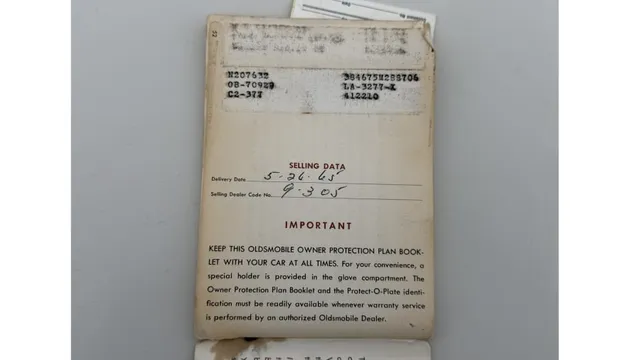 N207632 384675M288706
OB-70929 LA-3277-X
C2-37T 412210
SELLING DATA
Delivery Date 5-26-65
Selling Dealer Code No. 9-305
IMPORTANT
KEEP THIS OLDSMOBILE OWNER PROTECTION PLAN BOOK-
LET WITH YOUR CAR AT ALL TIMES. For your convenience, a
special holder is provided in the glove compartment. The
Owner Protection Plan Booklet and the Protect-O-Plate identi-
fication must be readily available whenever warranty service
is performed by an authorized Oldsmobile Dealer.